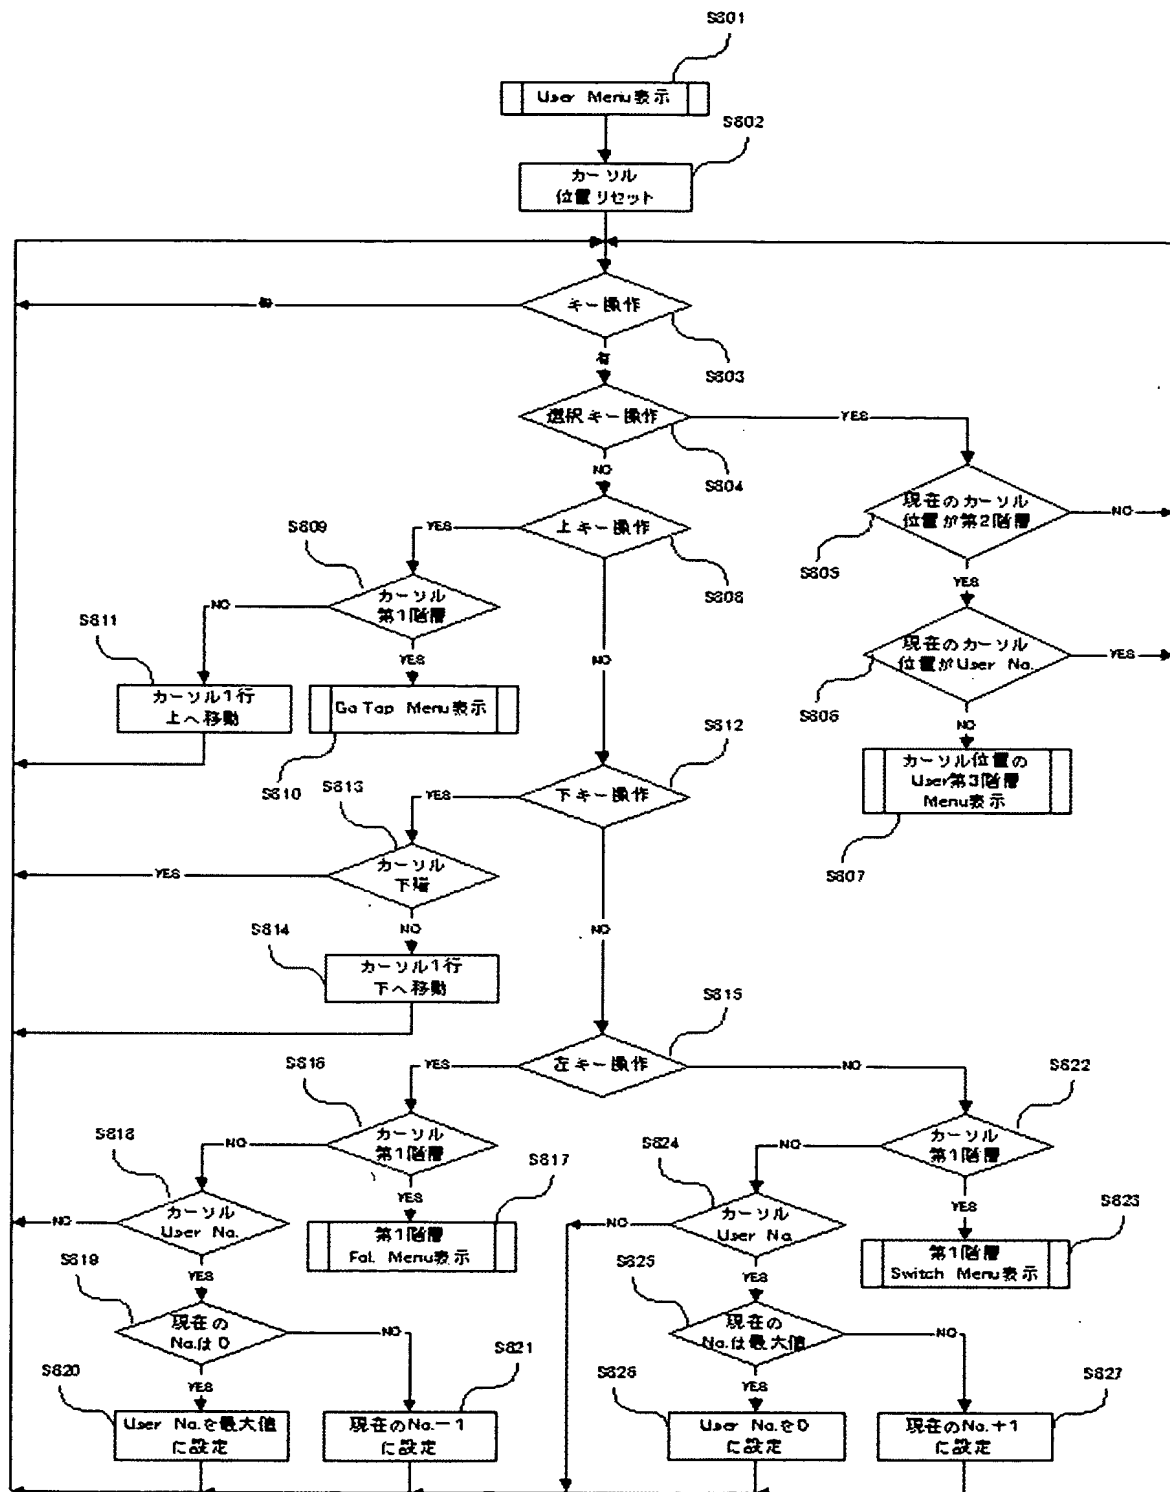 S801
User Menu表示
S802
カーソル
位置リセット
キー操作
無
S803
有
選択キー操作
YES
S804
NO
現在のカーソル
位置が第2階層
NO
S805
YES
上キー操作
YES
S808
S809
カーソル
第1階層
NO
S811
YES
カーソル1行
上へ移動
Go Top Menu表示
S810
NO
現在のカーソル
位置がUser No.
YES
S806
NO
カーソル位置の
User第3階層
Menu表示
S807
S812
下キー操作
YES
S813
カーソル
下端
YES
NO
S814
カーソル1行
下へ移動
NO
S815
左キー操作
YES
NO
S816
カーソル
第1階層
NO
S818
YES
S817
第1階層
Fol. Menu表示
カーソル
User No.
NO
YES
S819
現在の
No.は0
NO
S821
YES
S820
User No.を最大値
に設定
現在のNo.－1
に設定
S822
カーソル
第1階層
NO
S824
YES
S823
第1階層
Switch Menu表示
カーソル
User No.
NO
YES
S825
現在の
No.は最大値
NO
S827
YES
S826
User No.を0
に設定
現在のNo.＋1
に設定